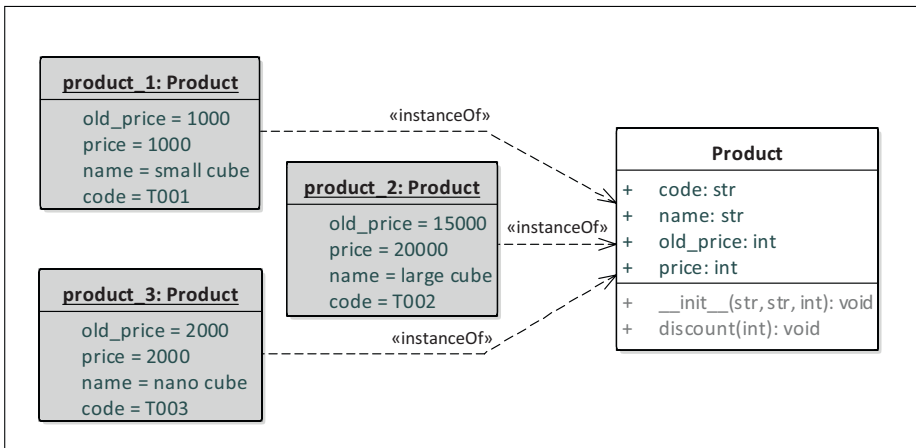 product_1: Product
old_price = 1000
price = 1000
name = small cube
code = T001
«instanceOf»
product_2: Product
old_price = 15000
price = 20000
name = large cube
code = T002
«instanceOf»
product_3: Product
old_price = 2000
price = 2000
name = nano cube
code = T003
«instanceOf»
Product
+ code: str
+ name: str
+ old_price: int
+ price: int
+ __init__(str, str, int): void
+ discount(int): void